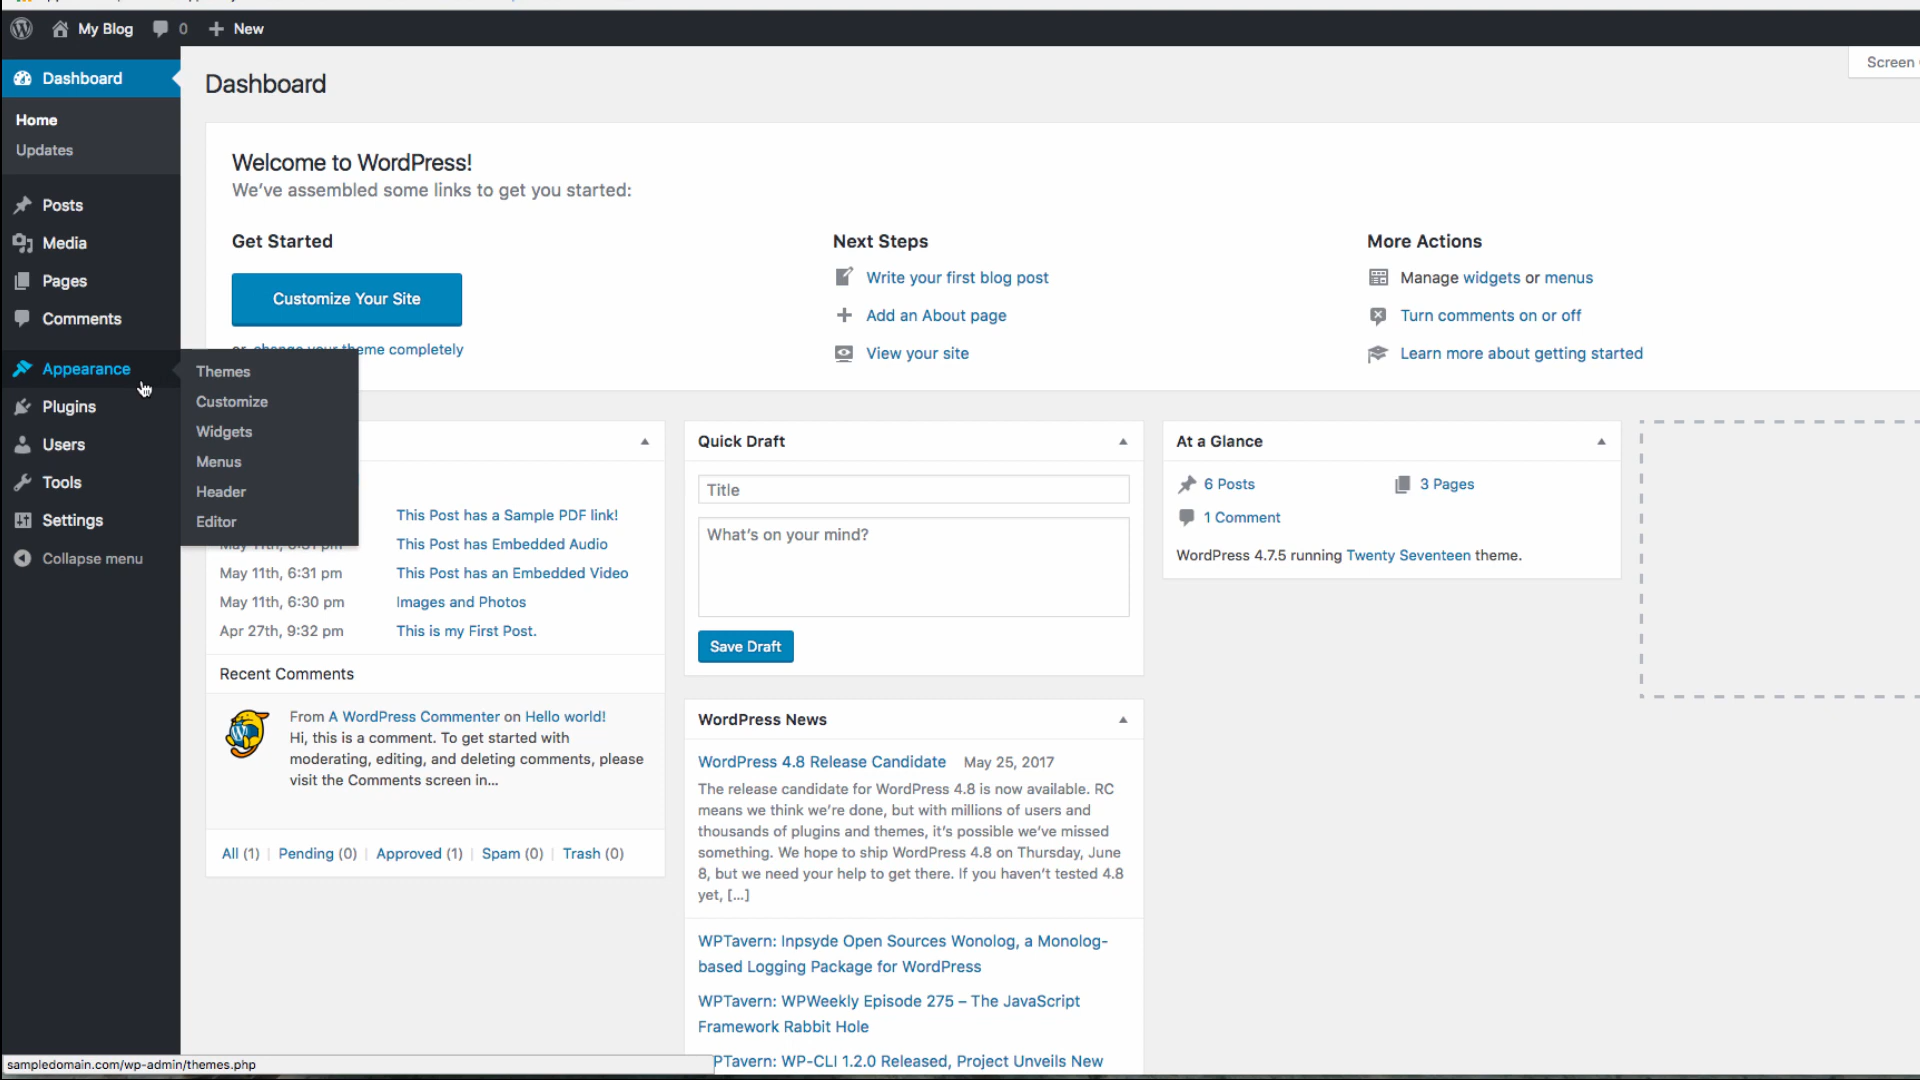 My Blog 0 New
Dashboard
Home
Updates
Posts
Media
Pages
Comments
Appearance
Plugins
Users
Tools
Settings
Collapse menu
Themes
Customize
Widgets
Menus
Header
Editor
Screen
Dashboard
Welcome to WordPress!
We've assembled some links to get you started:
Get Started
Customize Your Site
or change your theme completely
Next Steps
Write your first blog post
Add an About page
View your site
More Actions
Manage widgets or menus
Turn comments on or off
Learn more about getting started
This Post has a Sample PDF link!
This Post has Embedded Audio
May 11th, 6:31 pm This Post has an Embedded Video
May 11th, 6:30 pm Images and Photos
Apr 27th, 9:32 pm This is my First Post.
Recent Comments
From A WordPress Commenter on Hello world!
Hi, this is a comment. To get started with
moderating, editing, and deleting comments, please
visit the Comments screen in...
All (1) | Pending (0) | Approved (1) | Spam (0) | Trash (0)
Quick Draft
Title
What's on your mind?
Save Draft
WordPress News
WordPress 4.8 Release Candidate May 25, 2017
The release candidate for WordPress 4.8 is now available. RC
means we think we're done, but with millions of users and
thousands of plugins and themes, it's possible we've missed
something. We hope to ship WordPress 4.8 on Thursday, June
8, but we need your help to get there. If you haven't tested 4.8
yet, [...]
WPTavern: Inpsyde Open Sources Wonolog, a Monolog-
based Logging Package for WordPress
WPTavern: WPWeekly Episode 275 – The JavaScript
Framework Rabbit Hole
PTavern: WP-CLI 1.2.0 Released, Project Unveils New
At a Glance
6 Posts
3 Pages
1 Comment
WordPress 4.7.5 running Twenty Seventeen theme.
sampledomain.com/wp-admin/themes.php